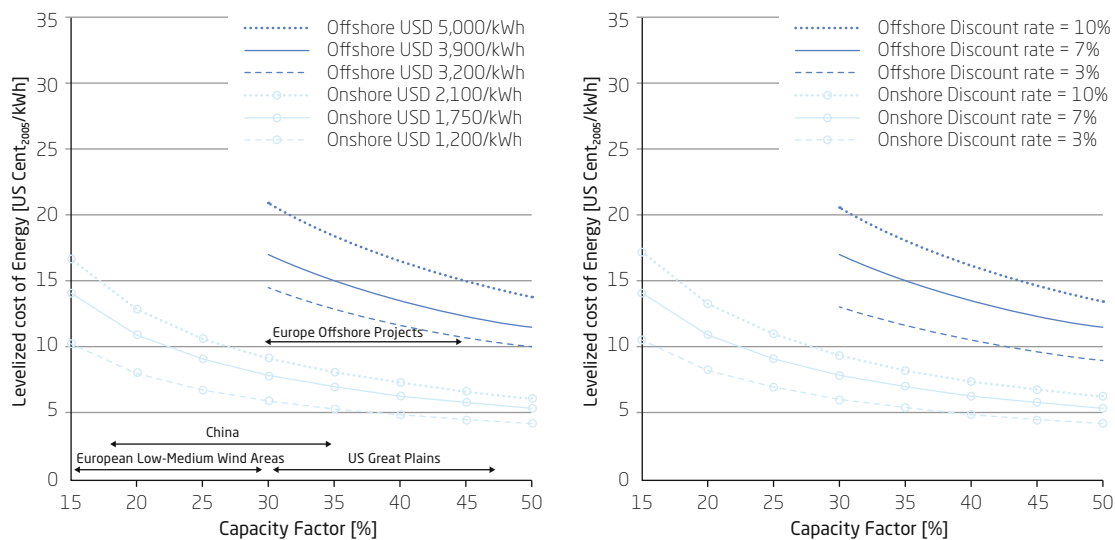 35
30
25
20
15
10
5
0
Levelized cost of Energy [US Cent2005/kWh]
Offshore USD 5,000/kWh
Offshore USD 3,900/kWh
Offshore USD 3,200/kWh
Onshore USD 2,100/kWh
Onshore USD 1,750/kWh
Onshore USD 1,200/kWh
Europe Offshore Projects
China
European Low-Medium Wind Areas
US Great Plains
15 20 25 30 35 40 45 50
Capacity Factor [%]
35
30
25
20
15
10
5
0
Levelized cost of Energy [US Cent2005/kWh]
Offshore Discount rate = 10%
Offshore Discount rate = 7%
Offshore Discount rate = 3%
Onshore Discount rate = 10%
Onshore Discount rate = 7%
Onshore Discount rate = 3%
15 20 25 30 35 40 45 50
Capacity Factor [%]